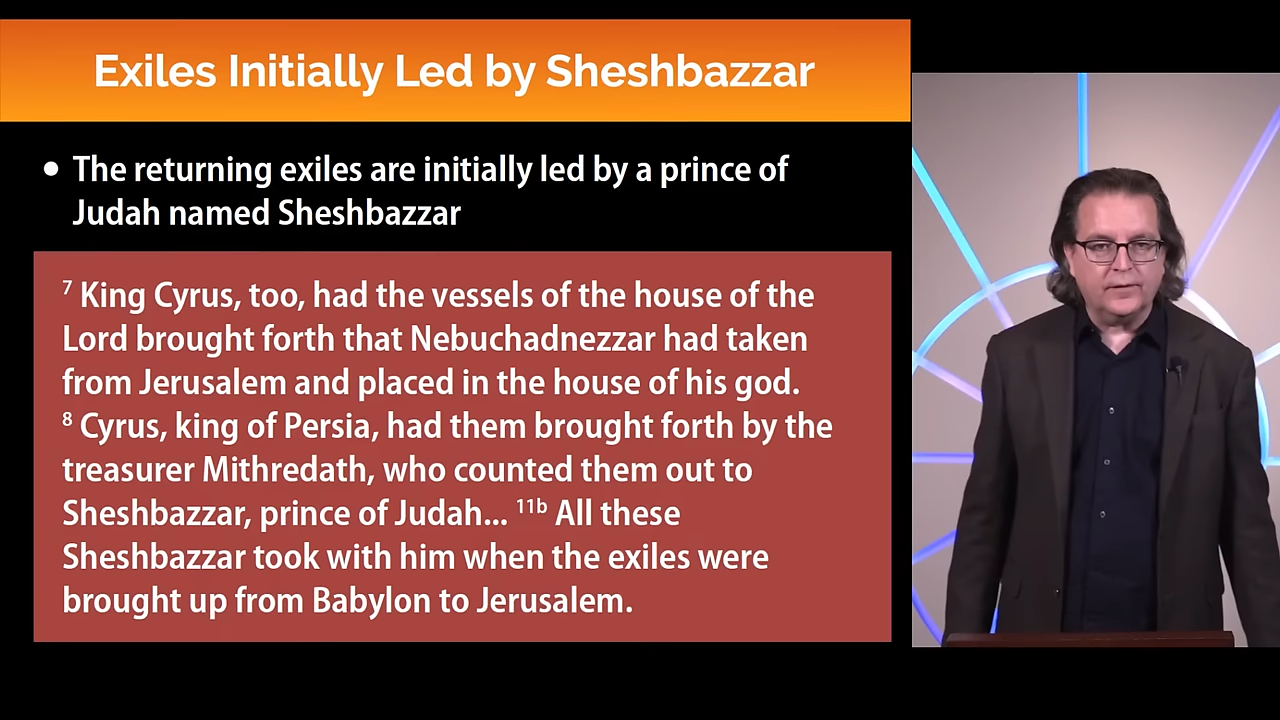 Exiles Initially Led by Sheshbazzar
• The returning exiles are initially led by a prince of
Judah named Sheshbazzar
⁷ King Cyrus, too, had the vessels of the house of the
Lord brought forth that Nebuchadnezzar had taken
from Jerusalem and placed in the house of his god.
⁸ Cyrus, king of Persia, had them brought forth by the
treasurer Mithredath, who counted them out to
Sheshbazzar, prince of Judah... ¹¹ᵇ All these
Sheshbazzar took with him when the exiles were
brought up from Babylon to Jerusalem.